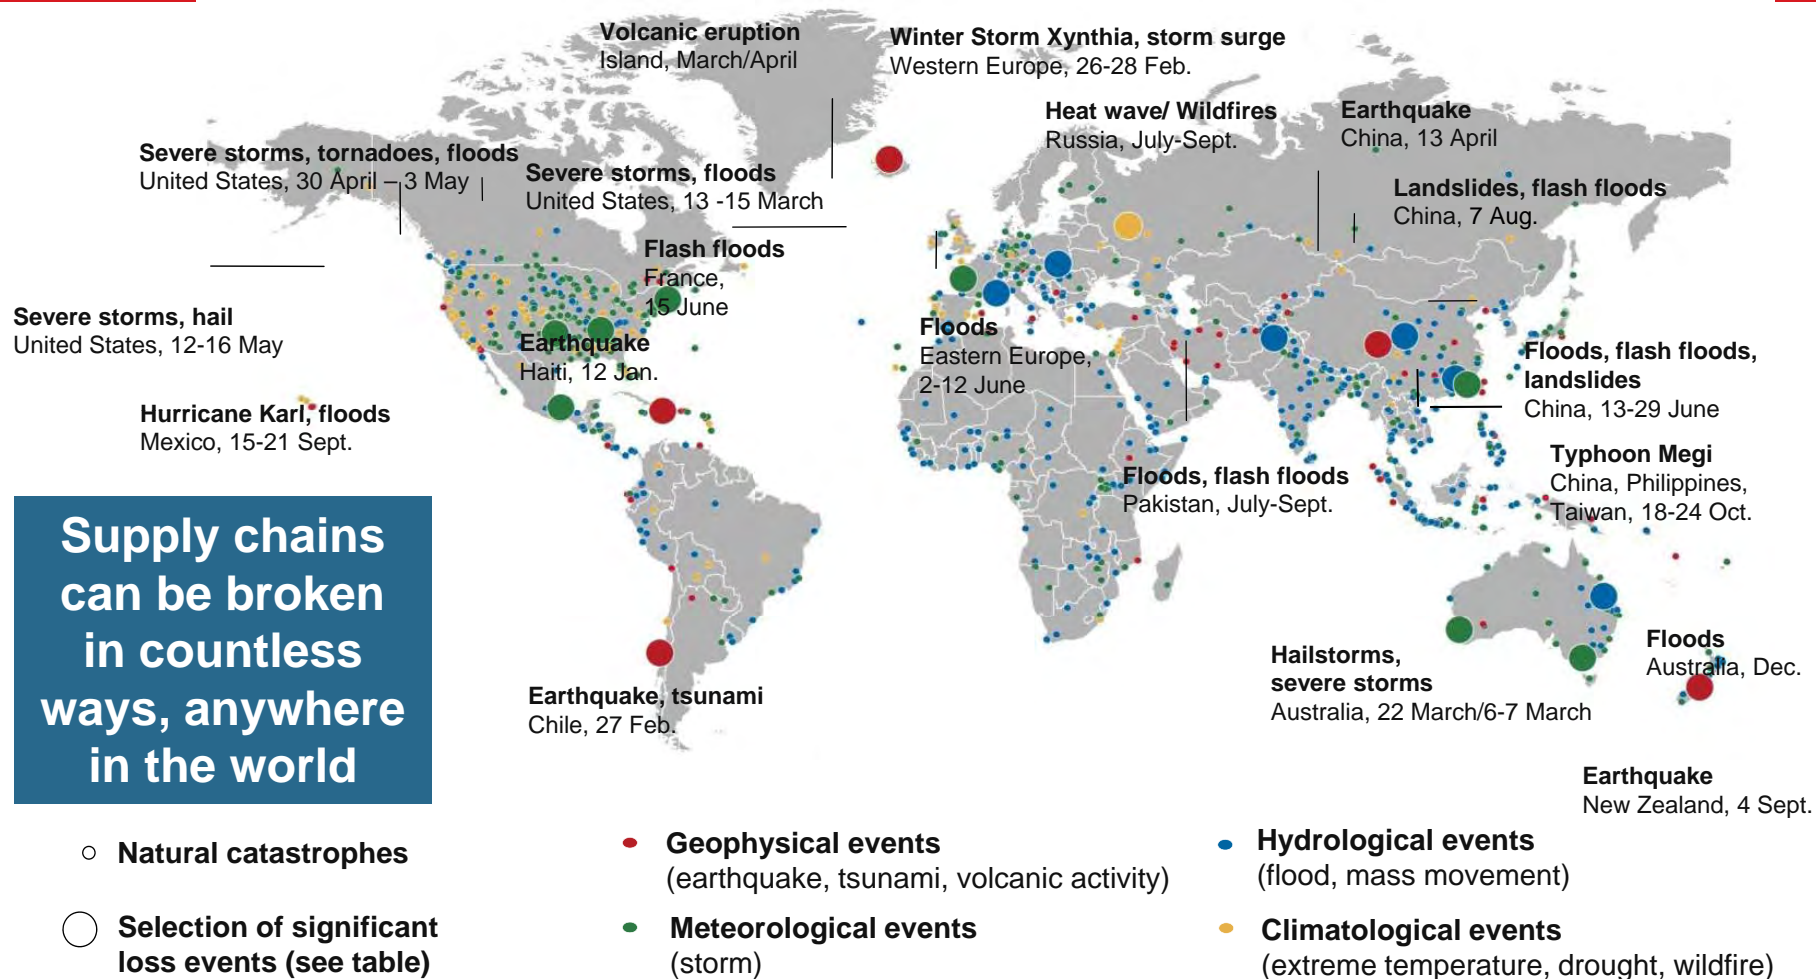 Volcanic eruption
Island, March/April
Winter Storm Xynthia, storm surge
Western Europe, 26-28 Feb.
Heat wave/ Wildfires
Russia, July-Sept.
Earthquake
China, 13 April
Severe storms, tornadoes, floods
United States, 30 April – 3 May
Severe storms, floods
United States, 13 -15 March
Landslides, flash floods
China, 7 Aug.
Flash floods
France,
15 June
Severe storms, hail
United States, 12-16 May
Earthquake
Haiti, 12 Jan.
Floods
Eastern Europe,
2-12 June
Floods, flash floods,
landslides
China, 13-29 June
Hurricane Karl, floods
Mexico, 15-21 Sept.
Floods, flash floods
Pakistan, July-Sept.
Typhoon Megi
China, Philippines,
Taiwan, 18-24 Oct.
Supply chains
can be broken
in countless
ways, anywhere
in the world
Earthquake, tsunami
Chile, 27 Feb.
Hailstorms,
severe storms
Australia, 22 March/6-7 March
Floods
Australia, Dec.
Earthquake
New Zealand, 4 Sept.
Natural catastrophes
Selection of significant
loss events (see table)
Geophysical events
(earthquake, tsunami, volcanic activity)
Meteorological events
(storm)
Hydrological events
(flood, mass movement)
Climatological events
(extreme temperature, drought, wildfire)